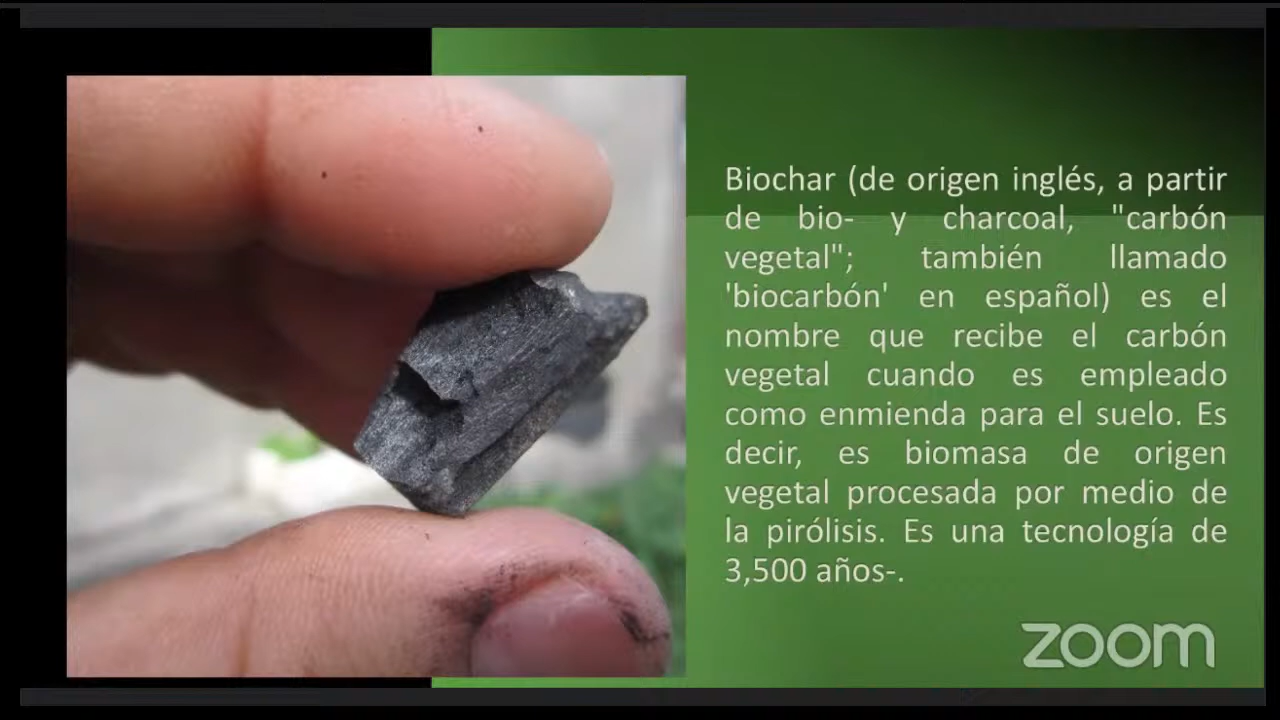 Biochar (de origen inglés, a partir
de bio- y charcoal, "carbón
vegetal"; también llamado
'biocarbón' en español) es el
nombre que recibe el carbón
vegetal cuando es empleado
como enmienda para el suelo. Es
decir, es biomasa de origen
vegetal procesada por medio de
la pirólisis. Es una tecnología de
3,500 años-.
zoom